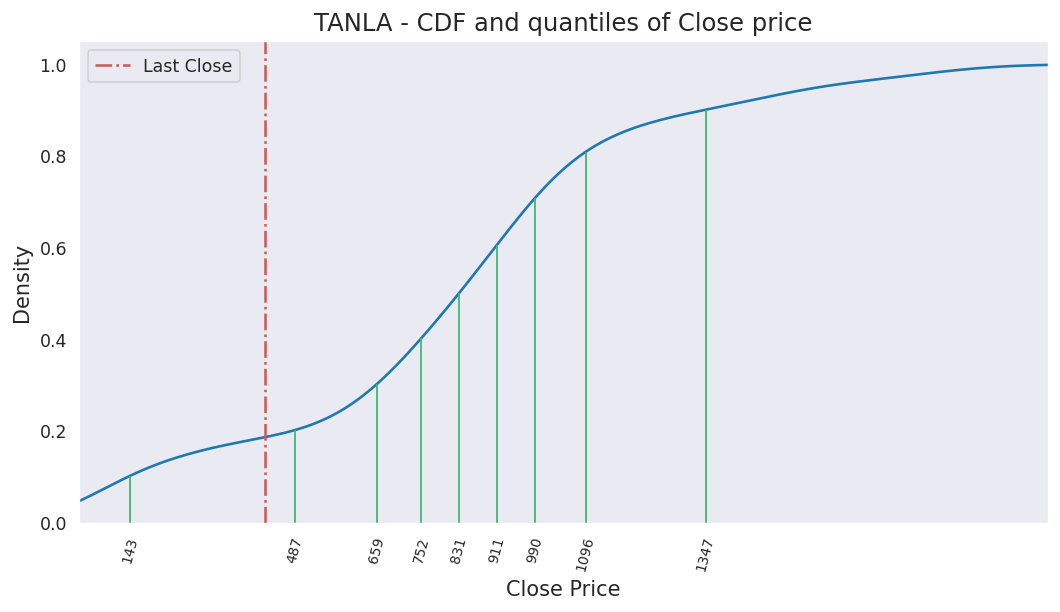 TANLA - CDF and quantiles of Close price
Last Close
Density
1.0
0.8
0.6
0.4
0.2
0.0
143 487 659 752 831 911 990 1096 1347
Close Price